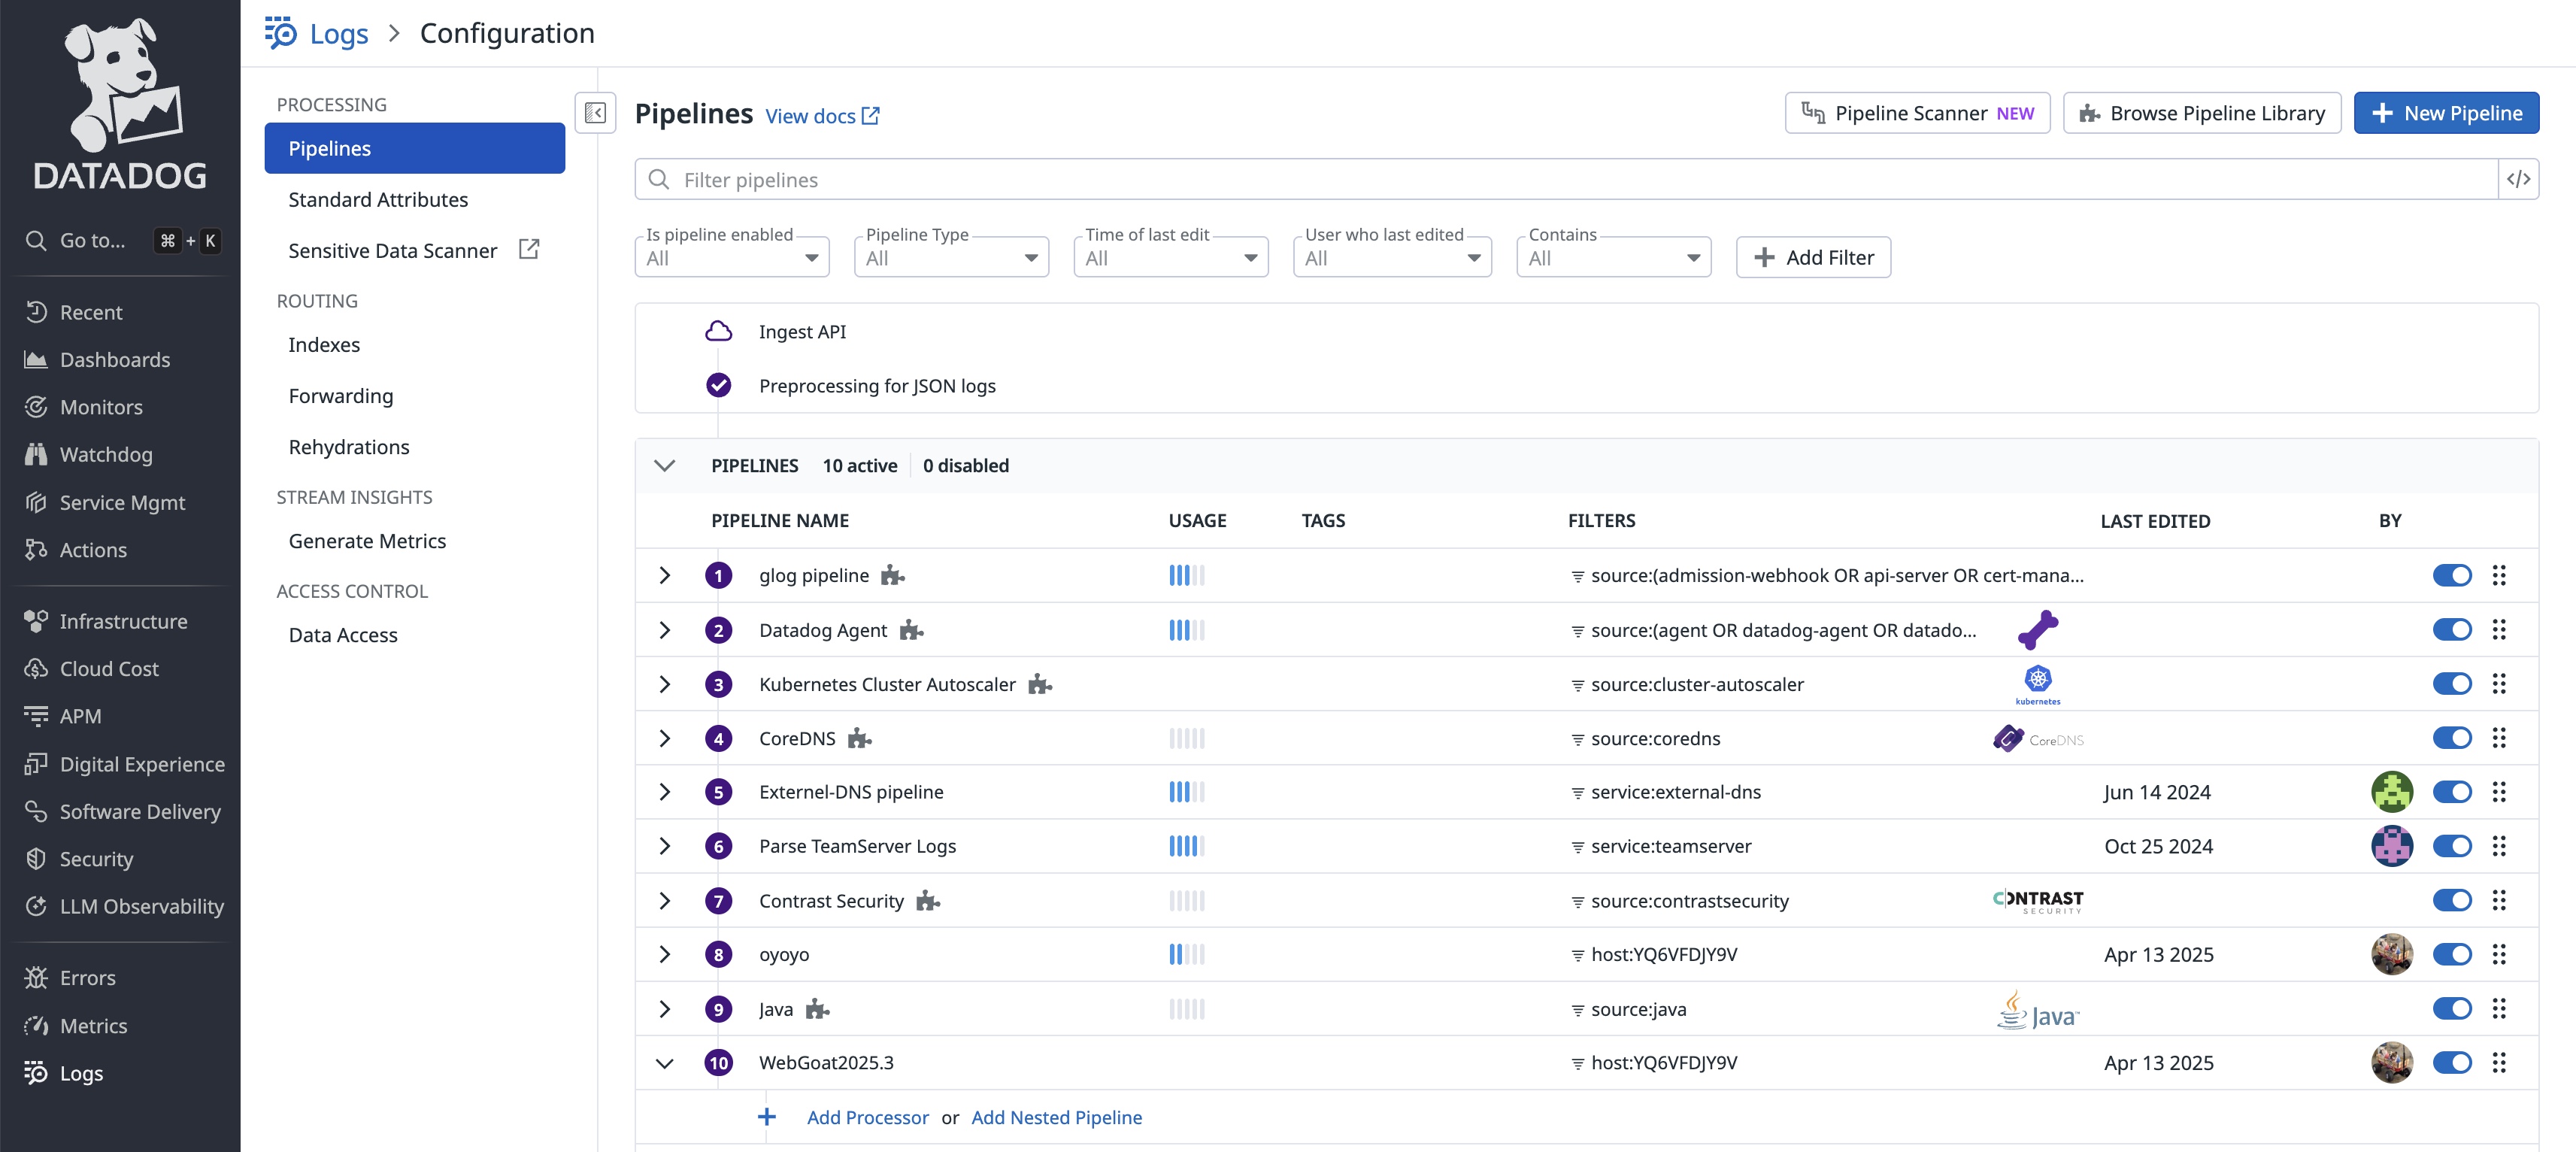 DATADOG
Go to... ⌘ + K
Recent
Dashboards
Monitors
Watchdog
Service Mgmt
Actions
Infrastructure
Cloud Cost
APM
Digital Experience
Software Delivery
Security
LLM Observability
Errors
Metrics
Logs
Logs > Configuration
PROCESSING
Pipelines
Standard Attributes
Sensitive Data Scanner
ROUTING
Indexes
Forwarding
Rehydrations
STREAM INSIGHTS
Generate Metrics
ACCESS CONTROL
Data Access
Pipelines View docs
Pipeline Scanner NEW
Browse Pipeline Library
+ New Pipeline
Filter pipelines </>
Is pipeline enabled
All
Pipeline Type
All
Time of last edit
All
User who last edited
All
Contains
All
+ Add Filter
Ingest API
Preprocessing for JSON logs
PIPELINES 10 active 0 disabled
PIPELINE NAME USAGE TAGS FILTERS LAST EDITED BY
1 glog pipeline source:(admission-webhook OR api-server OR cert-mana...
2 Datadog Agent source:(agent OR datadog-agent OR datado...
3 Kubernetes Cluster Autoscaler source:cluster-autoscaler kubernetes
4 CoreDNS source:coredns CoreDNS
5 Externel-DNS pipeline service:external-dns Jun 14 2024
6 Parse TeamServer Logs service:teamserver Oct 25 2024
7 Contrast Security source:contrastsecurity CONTRAST SECURITY
8 oyoyo host:YQ6VFDJY9V Apr 13 2025
9 Java source:java Java™
10 WebGoat2025.3 host:YQ6VFDJY9V Apr 13 2025
+ Add Processor or Add Nested Pipeline